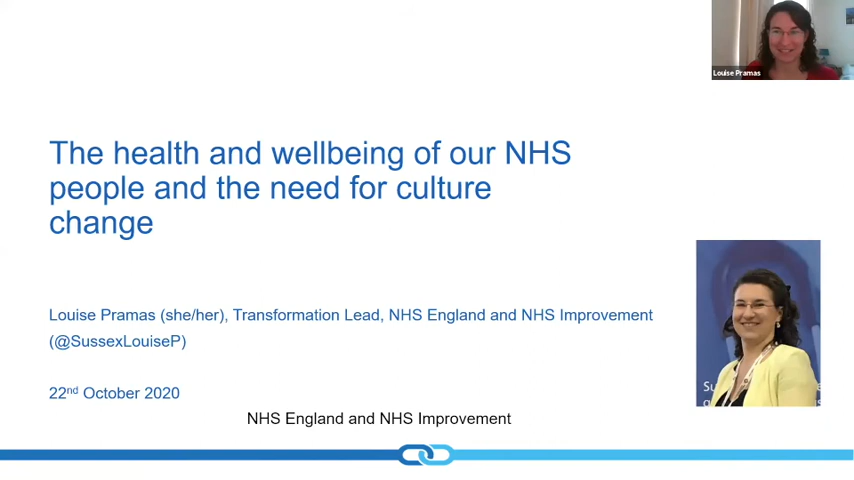 Louise Pramas
The health and wellbeing of our NHS
people and the need for culture
change
Louise Pramas (she/her), Transformation Lead, NHS England and NHS Improvement
(@SussexLouiseP)
22nd October 2020
NHS England and NHS Improvement